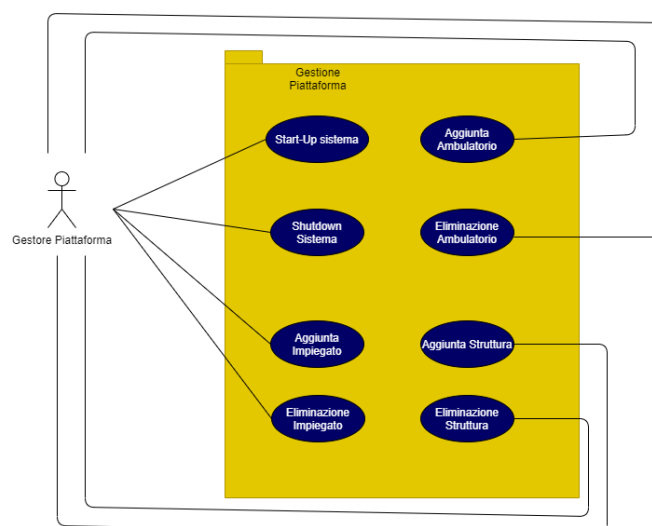 Gestione
Piattaforma
Start-Up sistema
Aggiunta
Ambulatorio
Gestore Piattaforma
Shutdown
Sistema
Eliminazione
Ambulatorio
Aggiunta
Impiegato
Aggiunta Struttura
Eliminazione
Impiegato
Eliminazione
Struttura